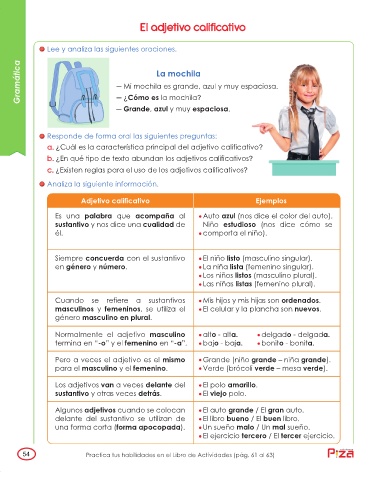 El adjetivo calificativo
Gramática
Lee y analiza las siguientes oraciones.
La mochila
— Mi mochila es grande, azul y muy espaciosa.
— ¿Cómo es la mochila?
— Grande, azul y muy espaciosa.
Responde de forma oral las siguientes preguntas:
a. ¿Cuál es la característica principal del adjetivo calificativo?
b. ¿En qué tipo de texto abundan los adjetivos calificativos?
c. ¿Existen reglas para el uso de los adjetivos calificativos?
Analiza la siguiente información.
Adjetivo calificativo Ejemplos
Es una palabra que acompaña al
sustantivo y nos dice una cualidad de
él.
• Auto azul (nos dice el color del auto).
Niño estudioso (nos dice cómo se
• comporta el niño).
Siempre concuerda con el sustantivo
en género y número.
• El niño listo (masculino singular).
• La niña lista (femenino singular).
• Los niños listos (masculino plural).
• Las niñas listas (femenino plural).
Cuando se refiere a sustantivos
masculinos y femeninos, se utiliza el
género masculino en plural.
• Mis hijos y mis hijas son ordenados.
• El celular y la plancha son nuevos.
Normalmente el adjetivo masculino
termina en “-o” y el femenino en “-a”.
• alto - alta. • delgado - delgada.
• bajo - baja. • bonito - bonita.
Pero a veces el adjetivo es el mismo
para el masculino y el femenino.
• Grande (niño grande – niña grande).
• Verde (brócoli verde – mesa verde).
Los adjetivos van a veces delante del
sustantivo y otras veces detrás.
• El polo amarillo.
• El viejo polo.
Algunos adjetivos cuando se colocan
delante del sustantivo se utilizan de
una forma corta (forma apocopada).
• El auto grande / El gran auto.
• El libro bueno / El buen libro.
• Un sueño malo / Un mal sueño.
• El ejercicio tercero / El tercer ejercicio.
54 Practica tus habilidades en el Libro de Actividades (pág. 61 al 63)